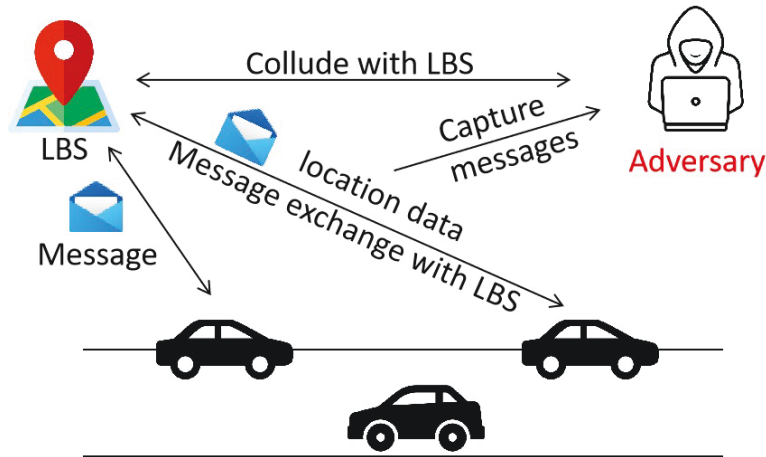 Collude with LBS
LBS
Capture
messages
Adversary
location data
Message exchange with LBS
Message